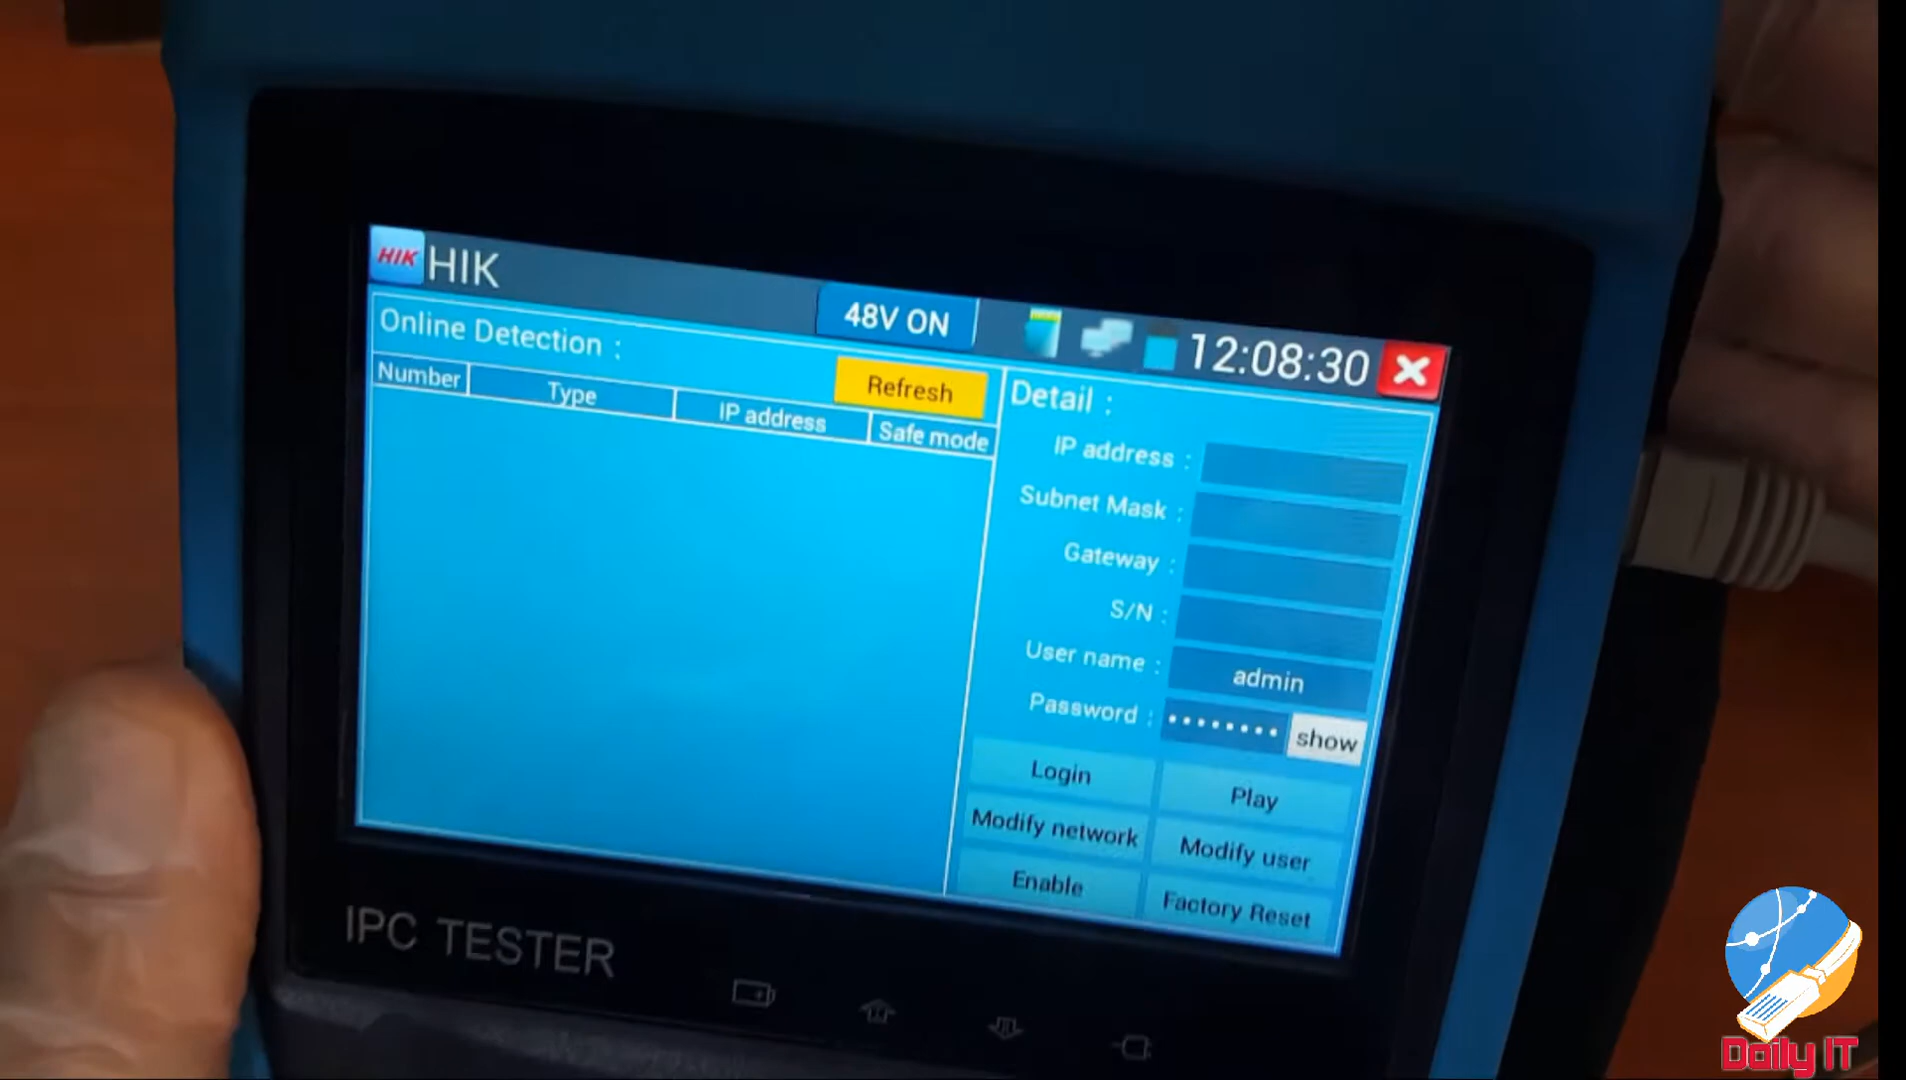 HIK HIK
48V ON
12:08:30
Online Detection :
Refresh
Number Type IP address Safe mode
Detail :
IP address :
Subnet Mask :
Gateway :
S/N :
User name : admin
Password : •••••••• show
Login Play
Modify network Modify user
Enable Factory Reset
IPC TESTER
Daily IT